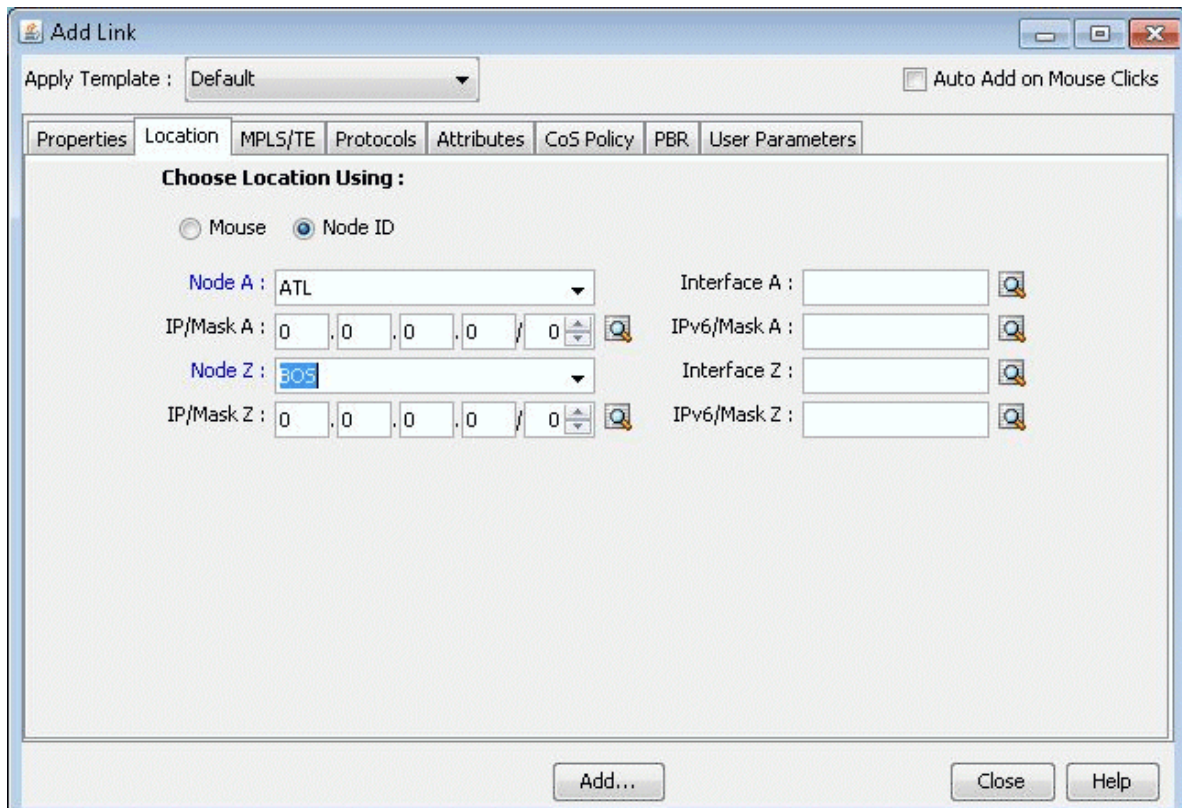 Add Link
Apply Template : Default Auto Add on Mouse Clicks
Properties Location MPLS/TE Protocols Attributes CoS Policy PBR User Parameters
Choose Location Using :
Mouse Node ID
Node A : ATL Interface A :
IP/Mask A : 0 .0 .0 .0 / 0 IPv6/Mask A :
Node Z : BOS Interface Z :
IP/Mask Z : 0 .0 .0 .0 / 0 IPv6/Mask Z :
Add... Close Help